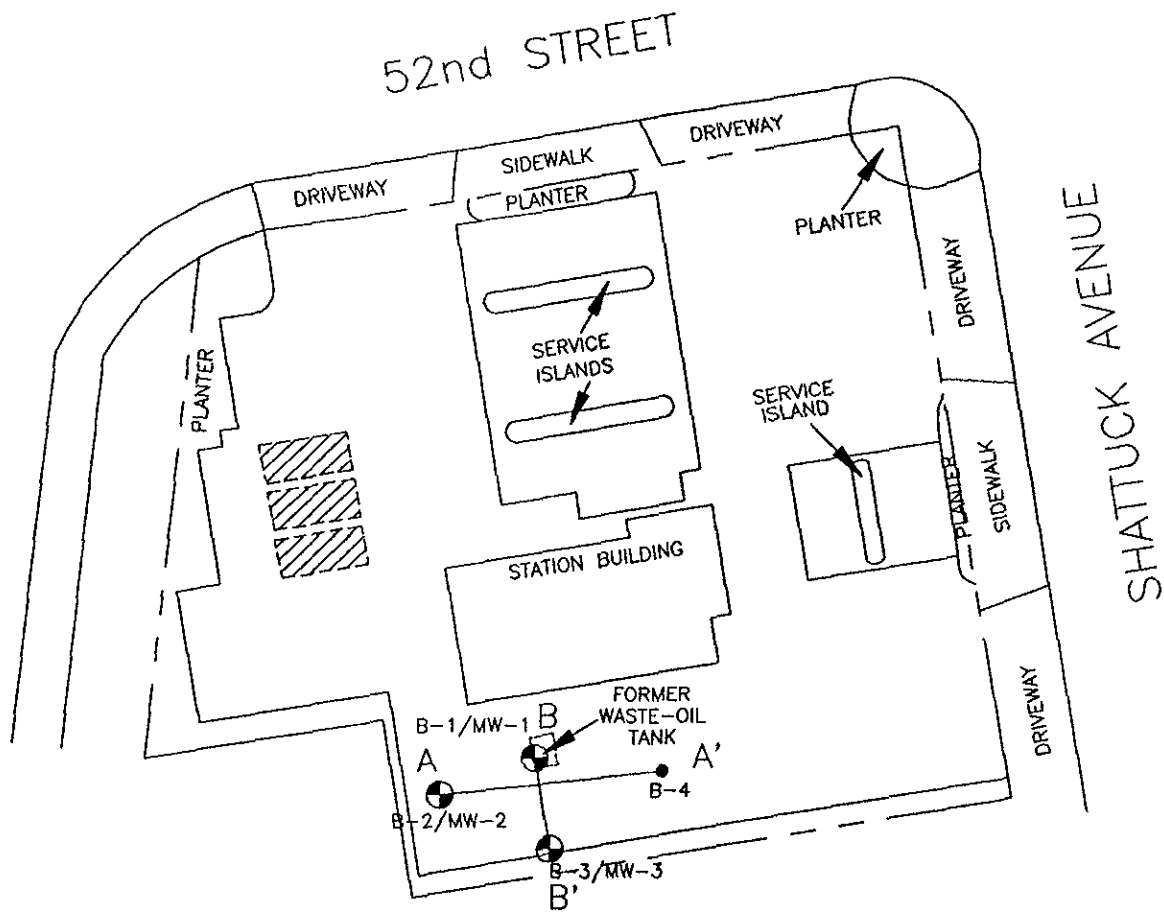 52nd STREET
DRIVEWAY
SIDEWALK
DRIVEWAY
PLANTER
PLANTER
SHATTUCK AVENUE
DRIVEWAY
SERVICE
ISLANDS
PLANTER
SERVICE
ISLAND
PLANTER
SIDEWALK
STATION BUILDING
DRIVEWAY
FORMER
WASTE-OIL
TANK
B-1/MW-1
B
A
A'
B-4
B-2/MW-2
B-3/MW-3
B'